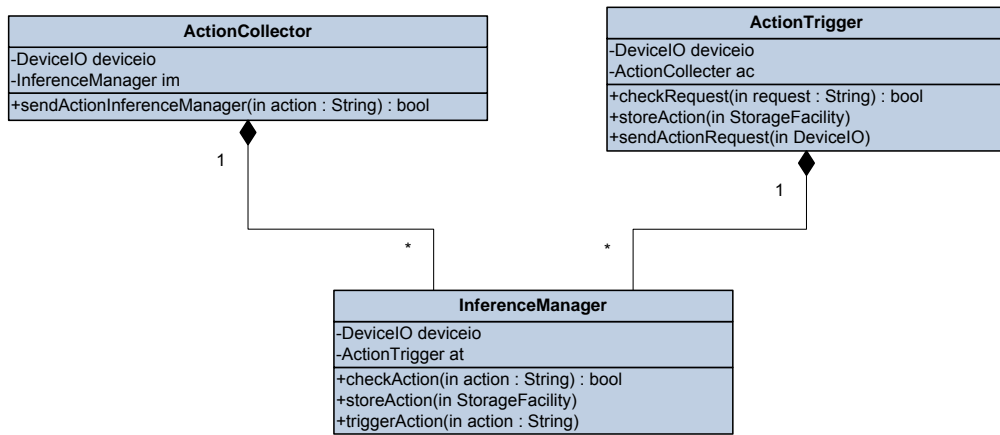 ActionCollector
-DeviceIO deviceio
-InferenceManager im
+sendActionInferenceManager(in action : String) : bool
ActionTrigger
-DeviceIO deviceio
-ActionCollecter ac
+checkRequest(in request : String) : bool
+storeAction(in StorageFacility)
+sendActionRequest(in DeviceIO)
1
1
*
*
InferenceManager
-DeviceIO deviceio
-ActionTrigger at
+checkAction(in action : String) : bool
+storeAction(in StorageFacility)
+triggerAction(in action : String)